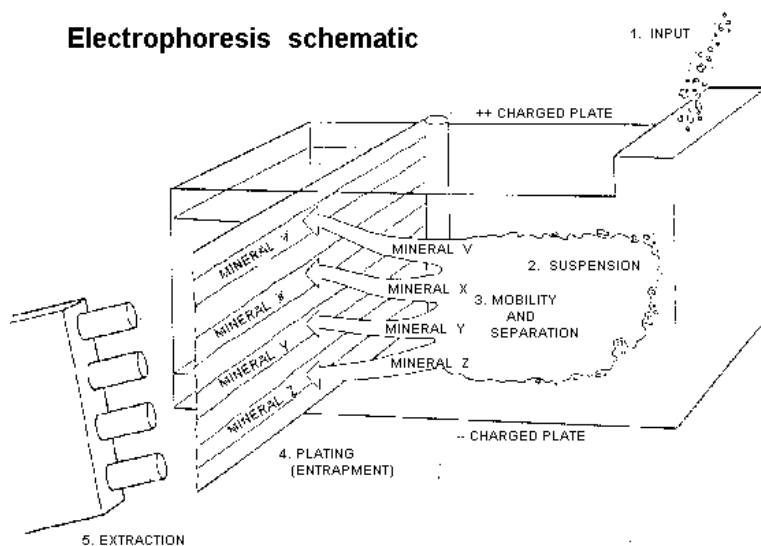 Electrophoresis schematic
1. INPUT
++ CHARGED PLATE
MINERAL V
2. SUSPENSION
MINERAL X
3. MOBILITY
AND
SEPARATION
MINERAL Y
MINERAL Z
MINERAL
MINERAL
MINERAL Y
MINERAL Z
-- CHARGED PLATE
4. PLATING
(ENTRAPMENT)
5. EXTRACTION